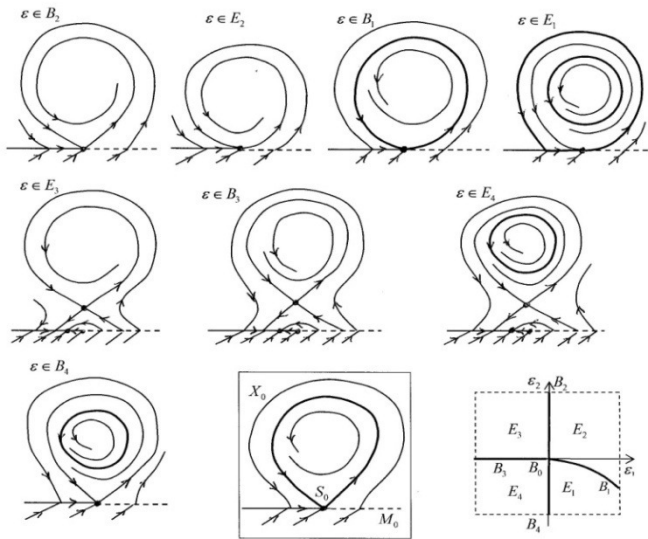 ε ∈ B₂
ε ∈ E₂
ε ∈ B₁
ε ∈ E₁
ε ∈ E₃
ε ∈ B₃
ε ∈ E₄
ε ∈ B₄
X₀
S₀
M₀
ε₂ B₂
E₃ E₂
ε₁
B₃ B₀
E₄ E₁ B₁
B₄